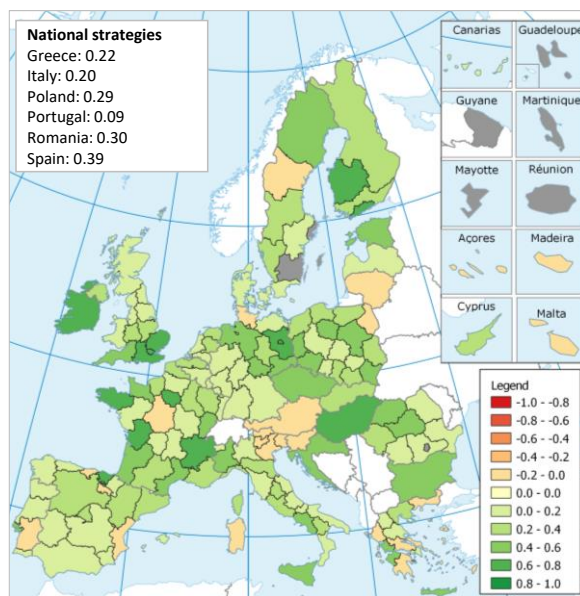 National strategies
Greece: 0.22
Italy: 0.20
Poland: 0.29
Portugal: 0.09
Romania: 0.30
Spain: 0.39
Canarias
Guadeloupe
Guyane
Martinique
Mayotte
Réunion
Açores
Madeira
Cyprus
Malta
Legend
-1.0 - -0.8
-0.8 - -0.6
-0.6 - -0.4
-0.4 - -0.2
-0.2 - 0.0
0.0 - 0.0
0.0 - 0.2
0.2 - 0.4
0.4 - 0.6
0.6 - 0.8
0.8 - 1.0